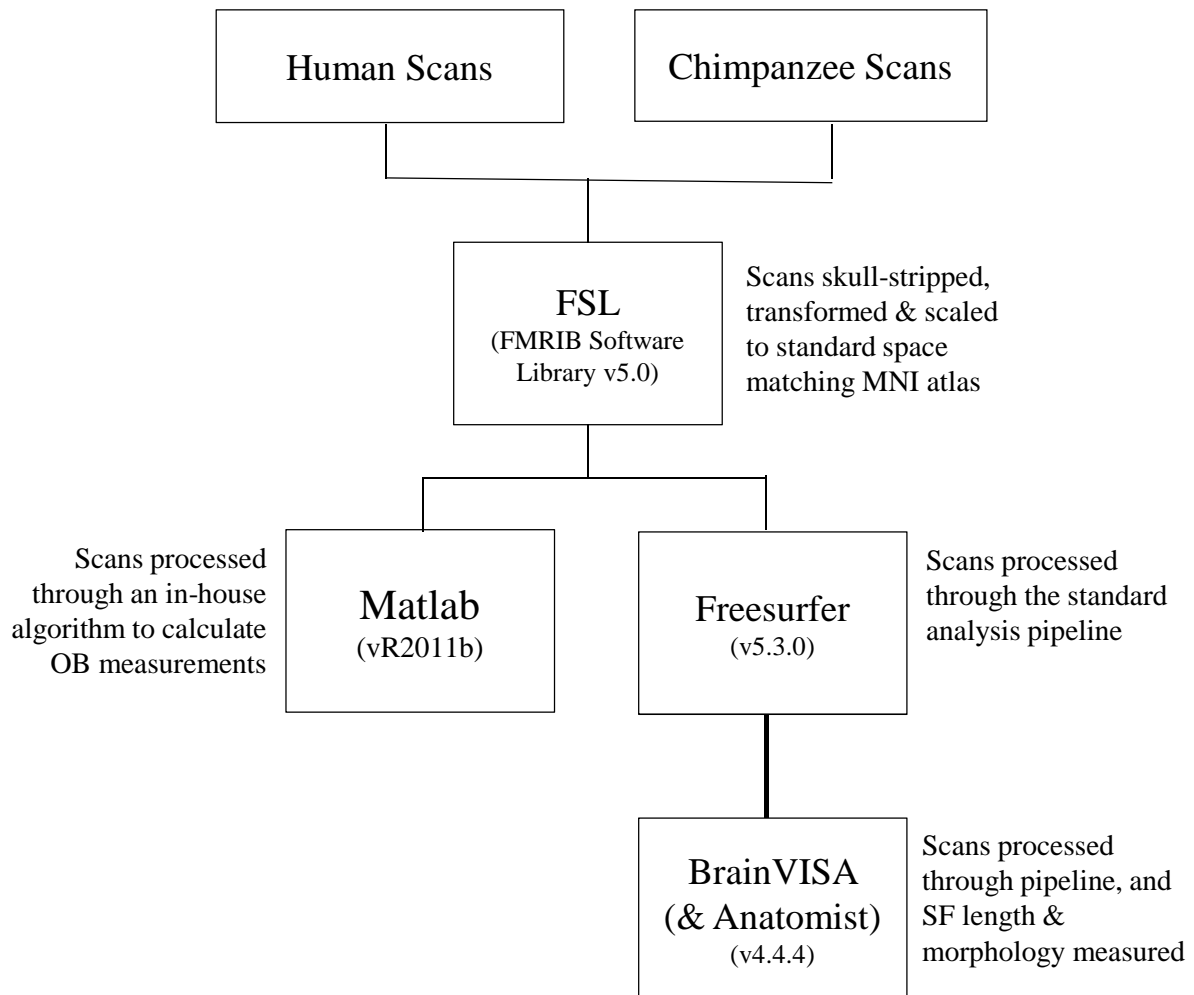 Human Scans
Chimpanzee Scans
FSL
(FMRIB Software
Library v5.0)
Scans skull-stripped,
transformed & scaled
to standard space
matching MNI atlas
Scans processed
through an in-house
algorithm to calculate
OB measurements
Matlab
(vR2011b)
Freesurfer
(v5.3.0)
Scans processed
through the standard
analysis pipeline
BrainVISA
(& Anatomist)
(v4.4.4)
Scans processed
through pipeline, and
SF length &
morphology measured